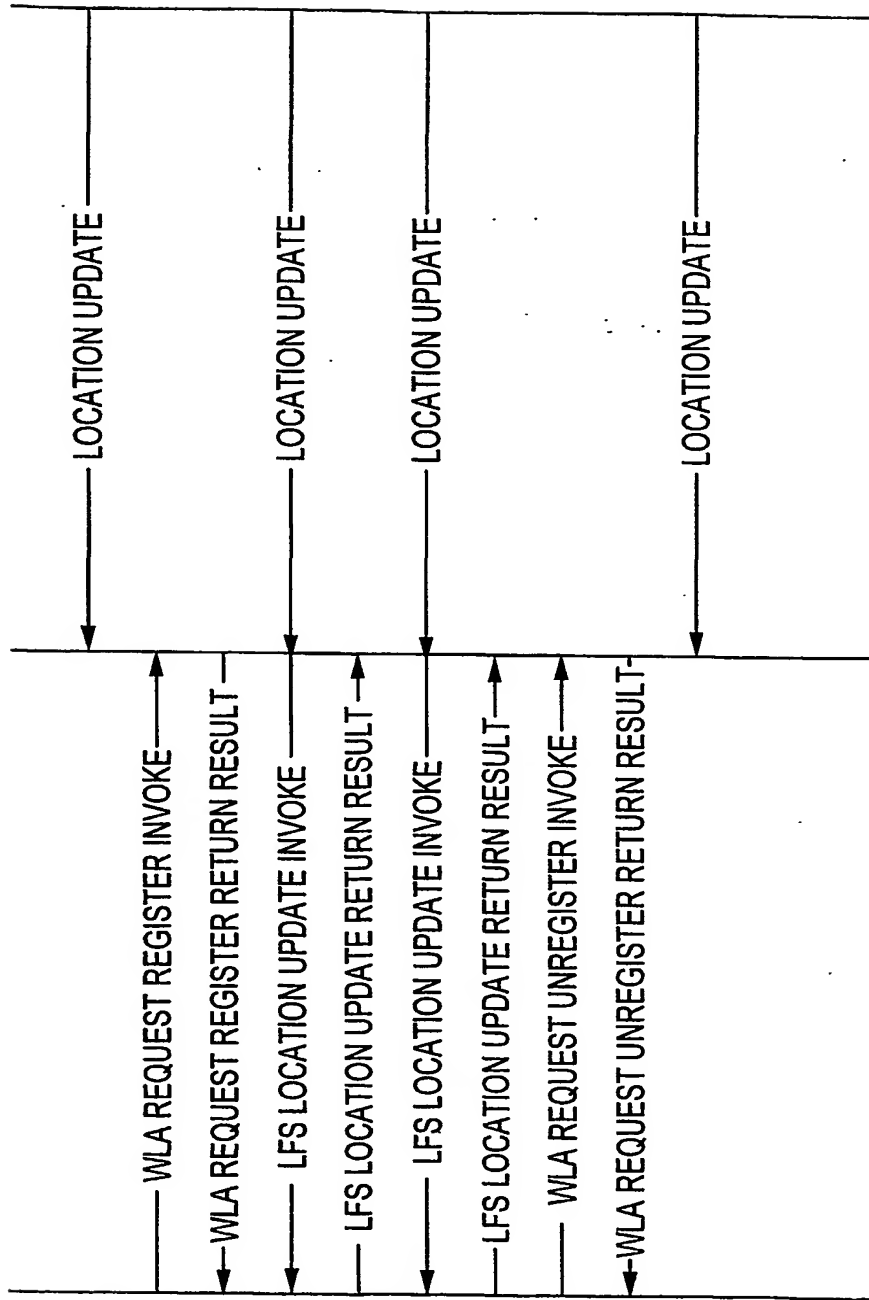 LOCATION UPDATE
WLA REQUEST REGISTER INVOKE
WLA REQUEST REGISTER RETURN RESULT
LFS LOCATION UPDATE INVOKE
LOCATION UPDATE
LFS LOCATION UPDATE RETURN RESULT
LFS LOCATION UPDATE INVOKE
LOCATION UPDATE
LFS LOCATION UPDATE RETURN RESULT
WLA REQUEST UNREGISTER INVOKE
WLA REQUEST UNREGISTER RETURN RESULT
LOCATION UPDATE